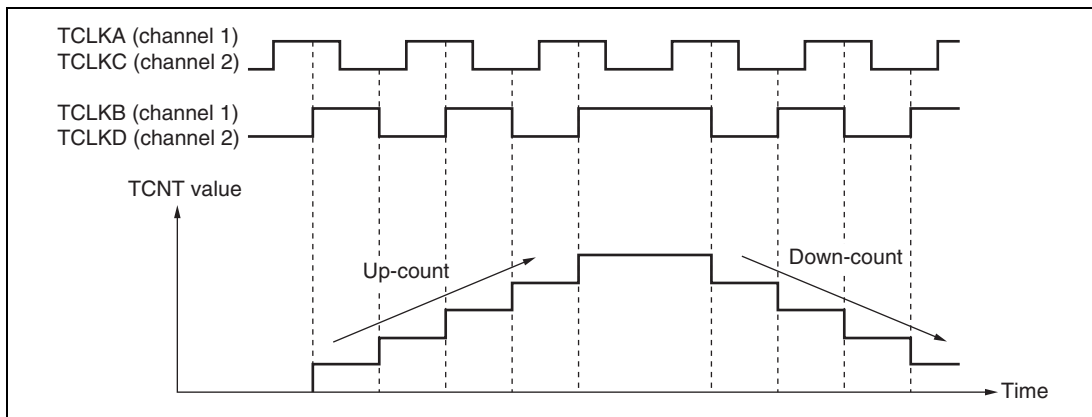 TCLKA (channel 1)
TCLKC (channel 2)
TCLKB (channel 1)
TCLKD (channel 2)
TCNT value
Up-count
Down-count
Time